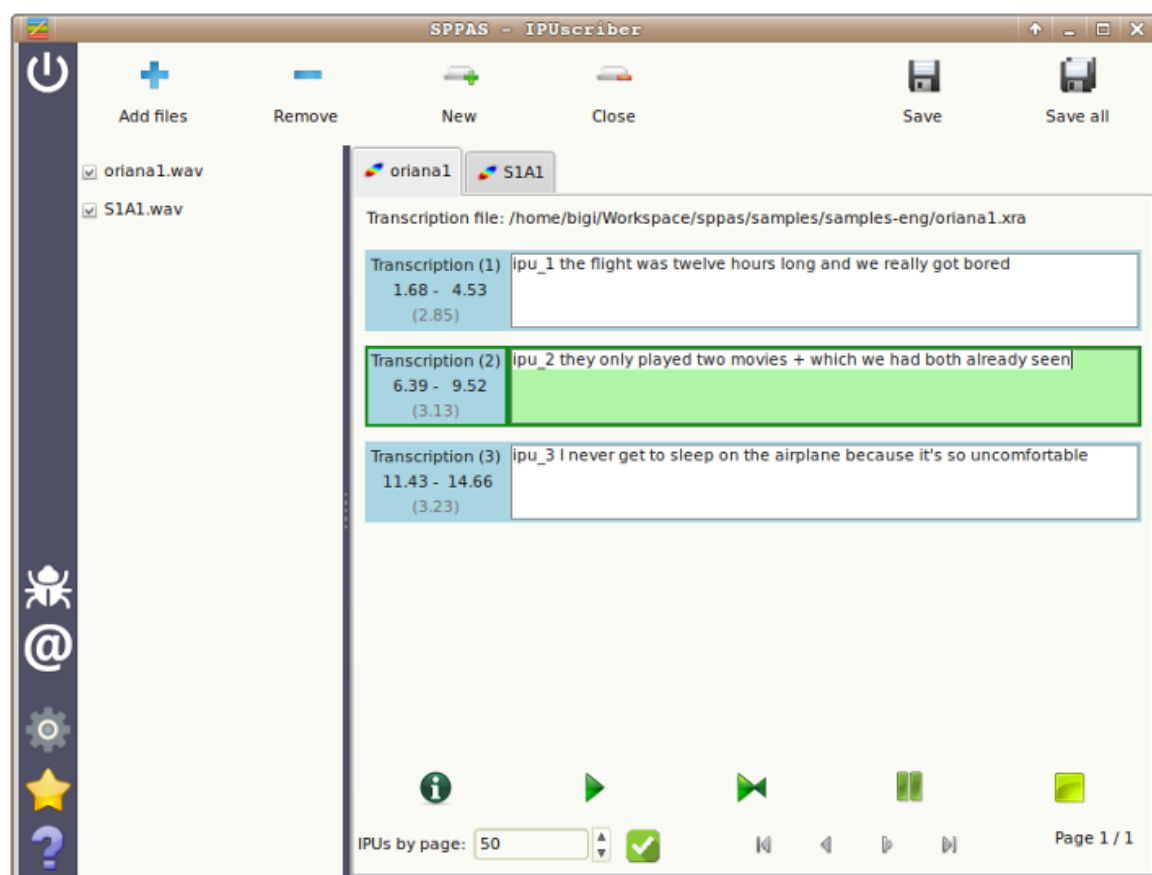 SPPAS - IPUscriber
Add files Remove New Close Save Save all
oriana1.wav
S1A1.wav
oriana1 S1A1
Transcription file: /home/bigi/Workspace/sppas/samples/samples-eng/oriana1.xra
Transcription (1) ipu_1 the flight was twelve hours long and we really got bored
1.68 - 4.53
(2.85)
Transcription (2) ipu_2 they only played two movies + which we had both already seen
6.39 - 9.52
(3.13)
Transcription (3) ipu_3 I never get to sleep on the airplane because it's so uncomfortable
11.43 - 14.66
(3.23)
IPUs by page: 50 Page 1 / 1